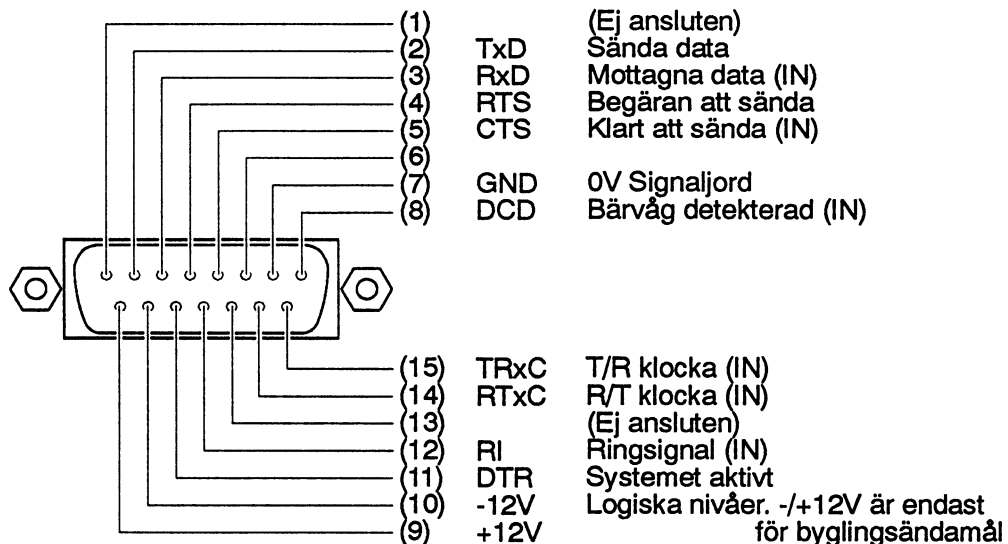 (1) (Ej ansluten)
(2) TxD Sända data
(3) RxD Mottagna data (IN)
(4) RTS Begäran att sända
(5) CTS Klart att sända (IN)
(6)
(7) GND 0V Signaljord
(8) DCD Bärvåg detekterad (IN)
(15) TRxC T/R klocka (IN)
(14) RTxC R/T klocka (IN)
(13) (Ej ansluten)
(12) RI Ringsignal (IN)
(11) DTR Systemet aktivt
(10) -12V Logiska nivåer. -/+12V är endast
(9) +12V för byglingsändamål